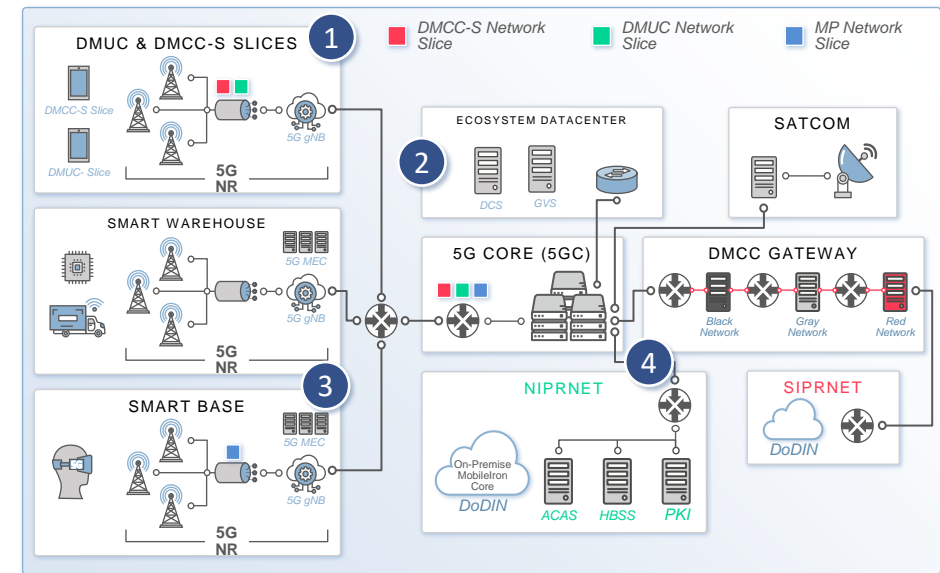 DMUC & DMCC-S SLICES
1
DMCC-S Slice
DMUC- Slice
5G gNB
5G
NR
DMCC-S Network
Slice
DMUC Network
Slice
MP Network
Slice
ECOSYSTEM DATACENTER
2
DCS
GVS
SATCOM
SMART WAREHOUSE
5G MEC
5G gNB
5G
NR
5G CORE (5GC)
DMCC GATEWAY
Black
Network
Gray
Network
Red
Network
3
SMART BASE
5G MEC
5G gNB
5G
NR
4
NIPRNET
On-Premise
MobileIron
Core
DoDIN
ACAS
HBSS
PKI
SIPRNET
DoDIN